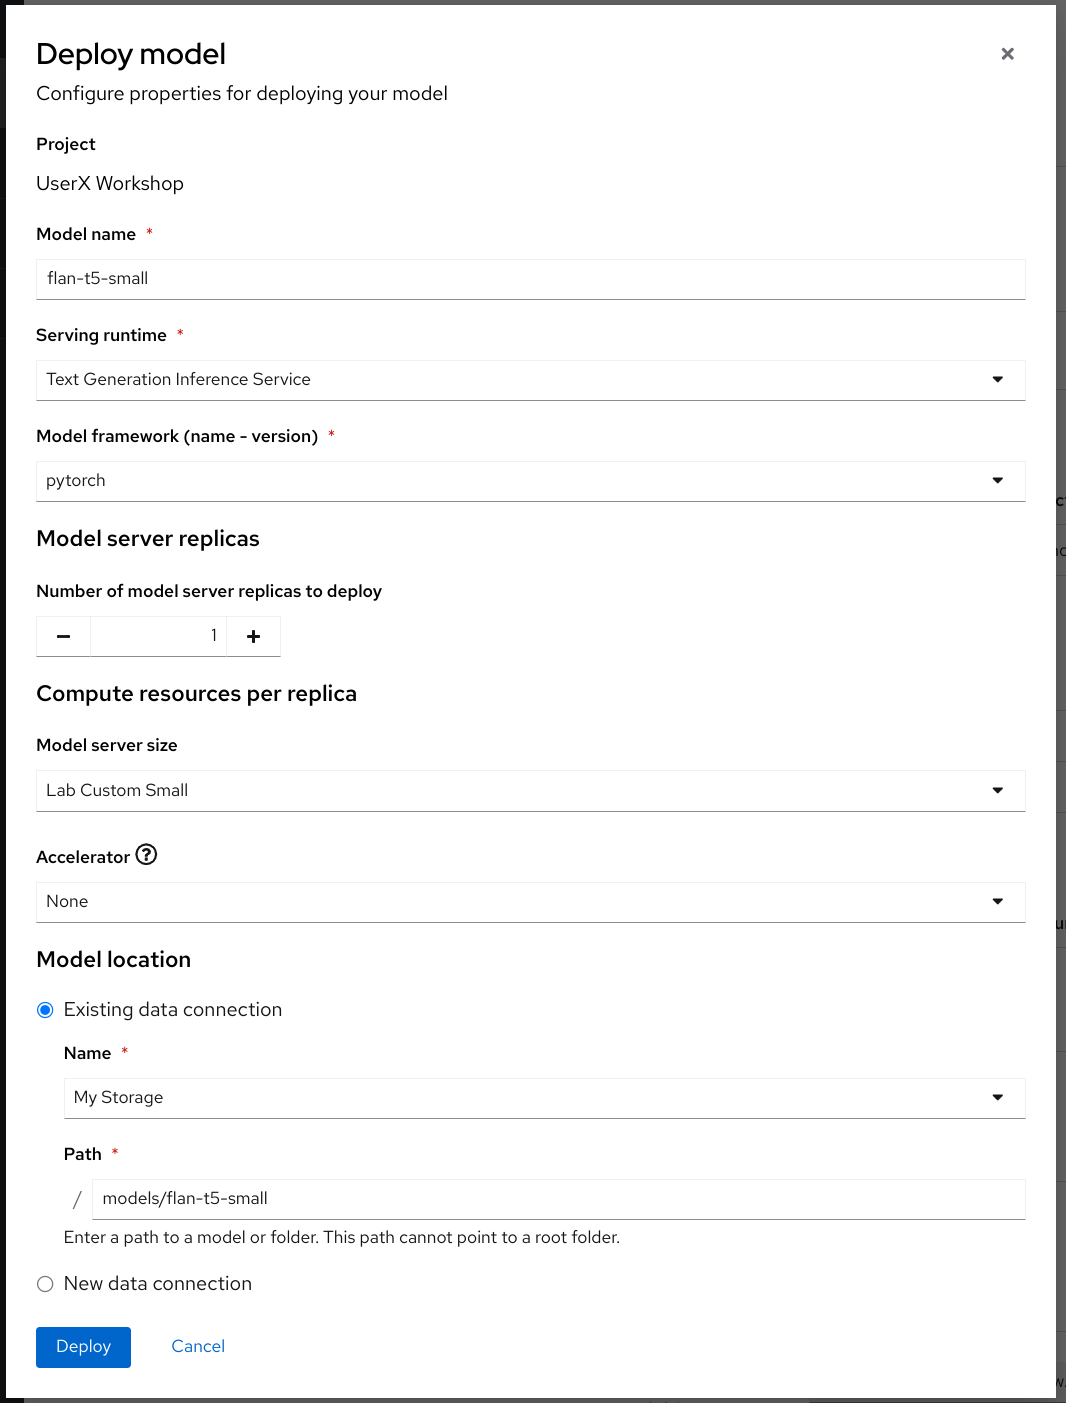 Deploy model
Configure properties for deploying your model
Project
UserX Workshop
Model name *
flan-t5-small
Serving runtime *
Text Generation Inference Service
Model framework (name - version) *
pytorch
Model server replicas
Number of model server replicas to deploy
1
Compute resources per replica
Model server size
Lab Custom Small
Accelerator
None
Model location
Existing data connection
Name *
My Storage
Path *
/ models/flan-t5-small
Enter a path to a model or folder. This path cannot point to a root folder.
New data connection
Deploy Cancel